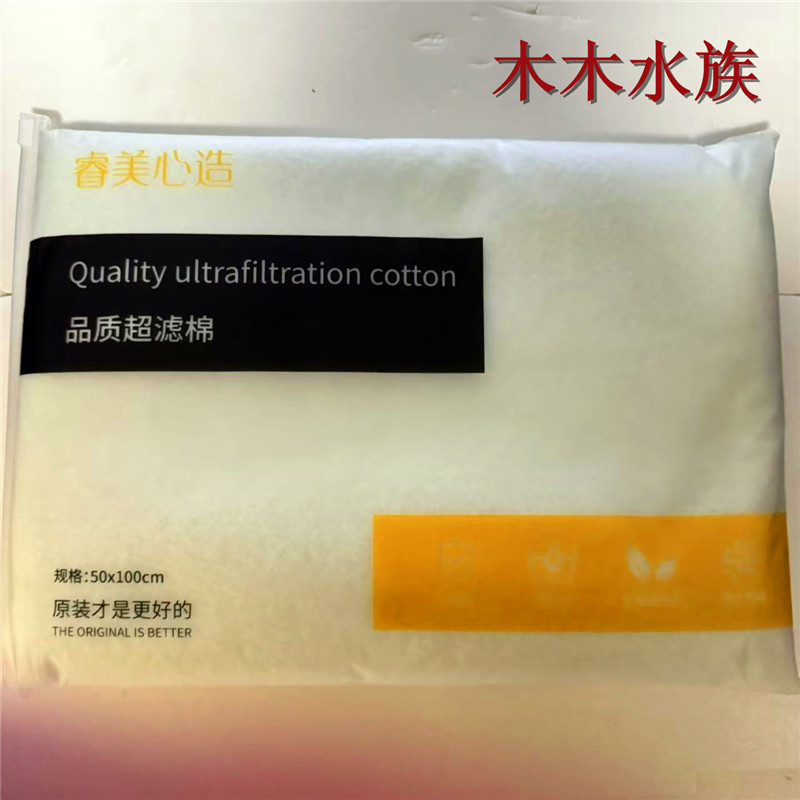 木木水族
睿美心造
Quality ultrafiltration cotton
品质超滤棉
规格:50x100cm
原装才是更好的
THE ORIGINAL IS BETTER